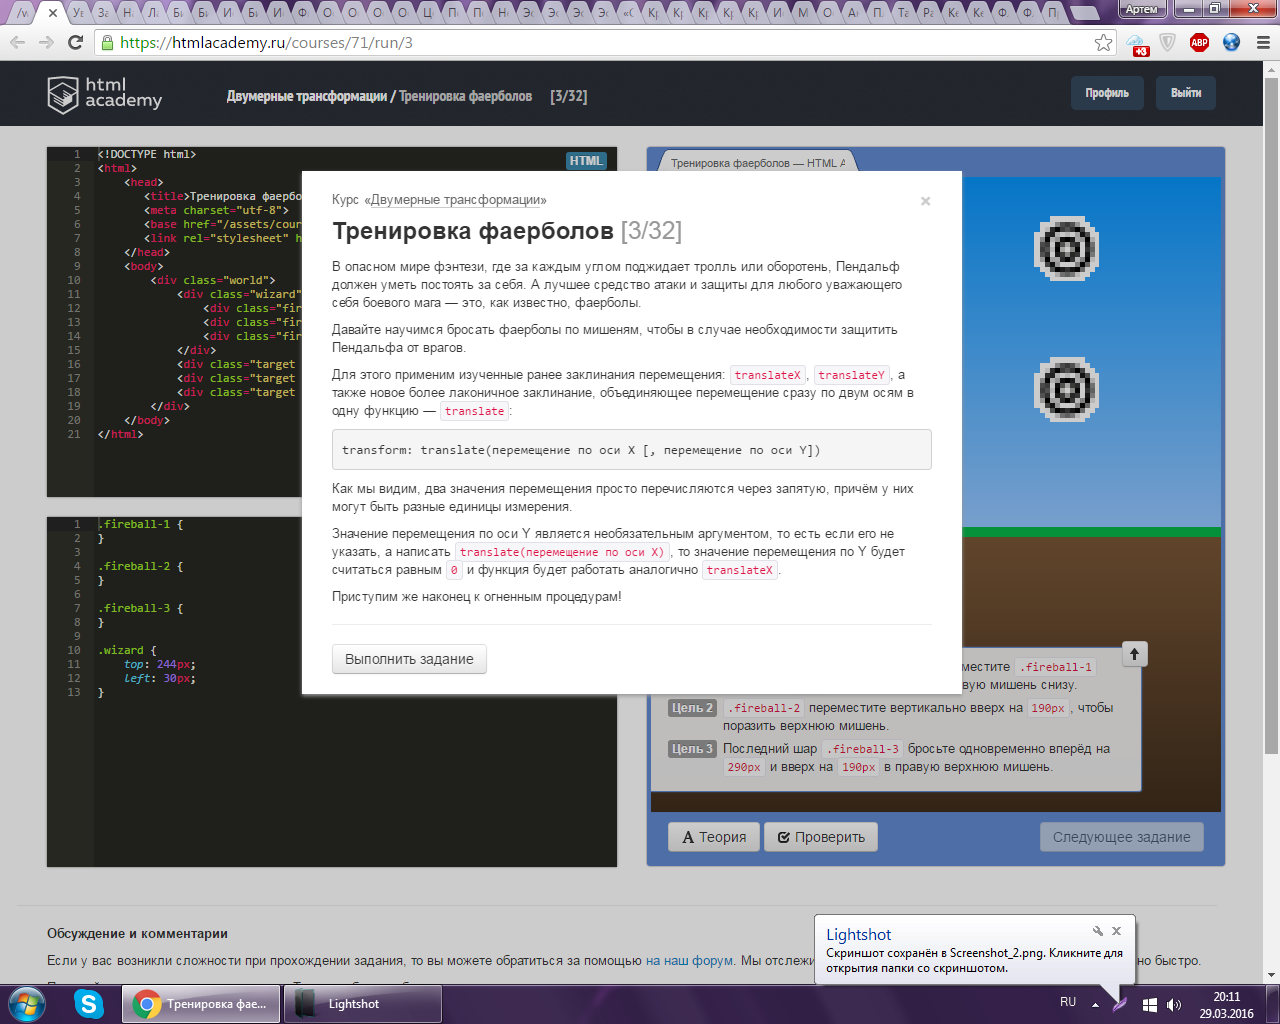 Артем
https://htmlacademy.ru/courses/71/run/3
+3
ABP
html
academy
Двумерные трансформации / Тренировка фаерболов [3/32]
Профиль
Выйти
HTML
1 <!DOCTYPE html>
2 <html>
3 <head>
4 <title>Тренировка фаербо
5 <meta charset="utf-8">
6 <base href="/assets/cour
7 <link rel="stylesheet" h
8 </head>
9 <body>
10 <div class="world">
11 <div class="wizard"
12 <div class="fir
13 <div class="fir
14 <div class="fir
15 </div>
16 <div class="target
17 <div class="target
18 <div class="target
19 </div>
20 </body>
21 </html>
1 .fireball-1 {
2 }
3
4 .fireball-2 {
5 }
6
7 .fireball-3 {
8 }
9
10 .wizard {
11 top: 244px;
12 left: 30px;
13 }
Тренировка фаерболов — HTML A
Курс «Двумерные трансформации»
×
Тренировка фаерболов [3/32]
В опасном мире фэнтези, где за каждым углом поджидает тролль или оборотень, Пендальф
должен уметь постоять за себя. А лучшее средство атаки и защиты для любого уважающего
себя боевого мага — это, как известно, фаерболы.
Давайте научимся бросать фаерболы по мишеням, чтобы в случае необходимости защитить
Пендальфа от врагов.
Для этого применим изученные ранее заклинания перемещения: translateX, translateY, а
также новое более лаконичное заклинание, объединяющее перемещение сразу по двум осям в
одну функцию — translate:
transform: translate(перемещение по оси X [, перемещение по оси Y])
Как мы видим, два значения перемещения просто перечисляются через запятую, причём у них
могут быть разные единицы измерения.
Значение перемещения по оси Y является необязательным аргументом, то есть если его не
указать, а написать translate(перемещение по оси X), то значение перемещения по Y будет
считаться равным 0 и функция будет работать аналогично translateX.
Приступим же наконец к огненным процедурам!
Выполнить задание
местите .fireball-1
вую мишень снизу.
Цель 2 .fireball-2 переместите вертикально вверх на 190px, чтобы
поразить верхнюю мишень.
Цель 3 Последний шар .fireball-3 бросьте одновременно вперёд на
290px и вверх на 190px в правую верхнюю мишень.
Теория
Проверить
Следующее задание
Обсуждение и комментарии
Если у вас возникли сложности при прохождении задания, то вы можете обратиться за помощью на наш форум. Мы отслежи
но быстро.
Lightshot
Скриншот сохранён в Screenshot_2.png. Кликните для
открытия папки со скриншотом.
Тренировка фае...
Lightshot
RU
20:11
29.03.2016